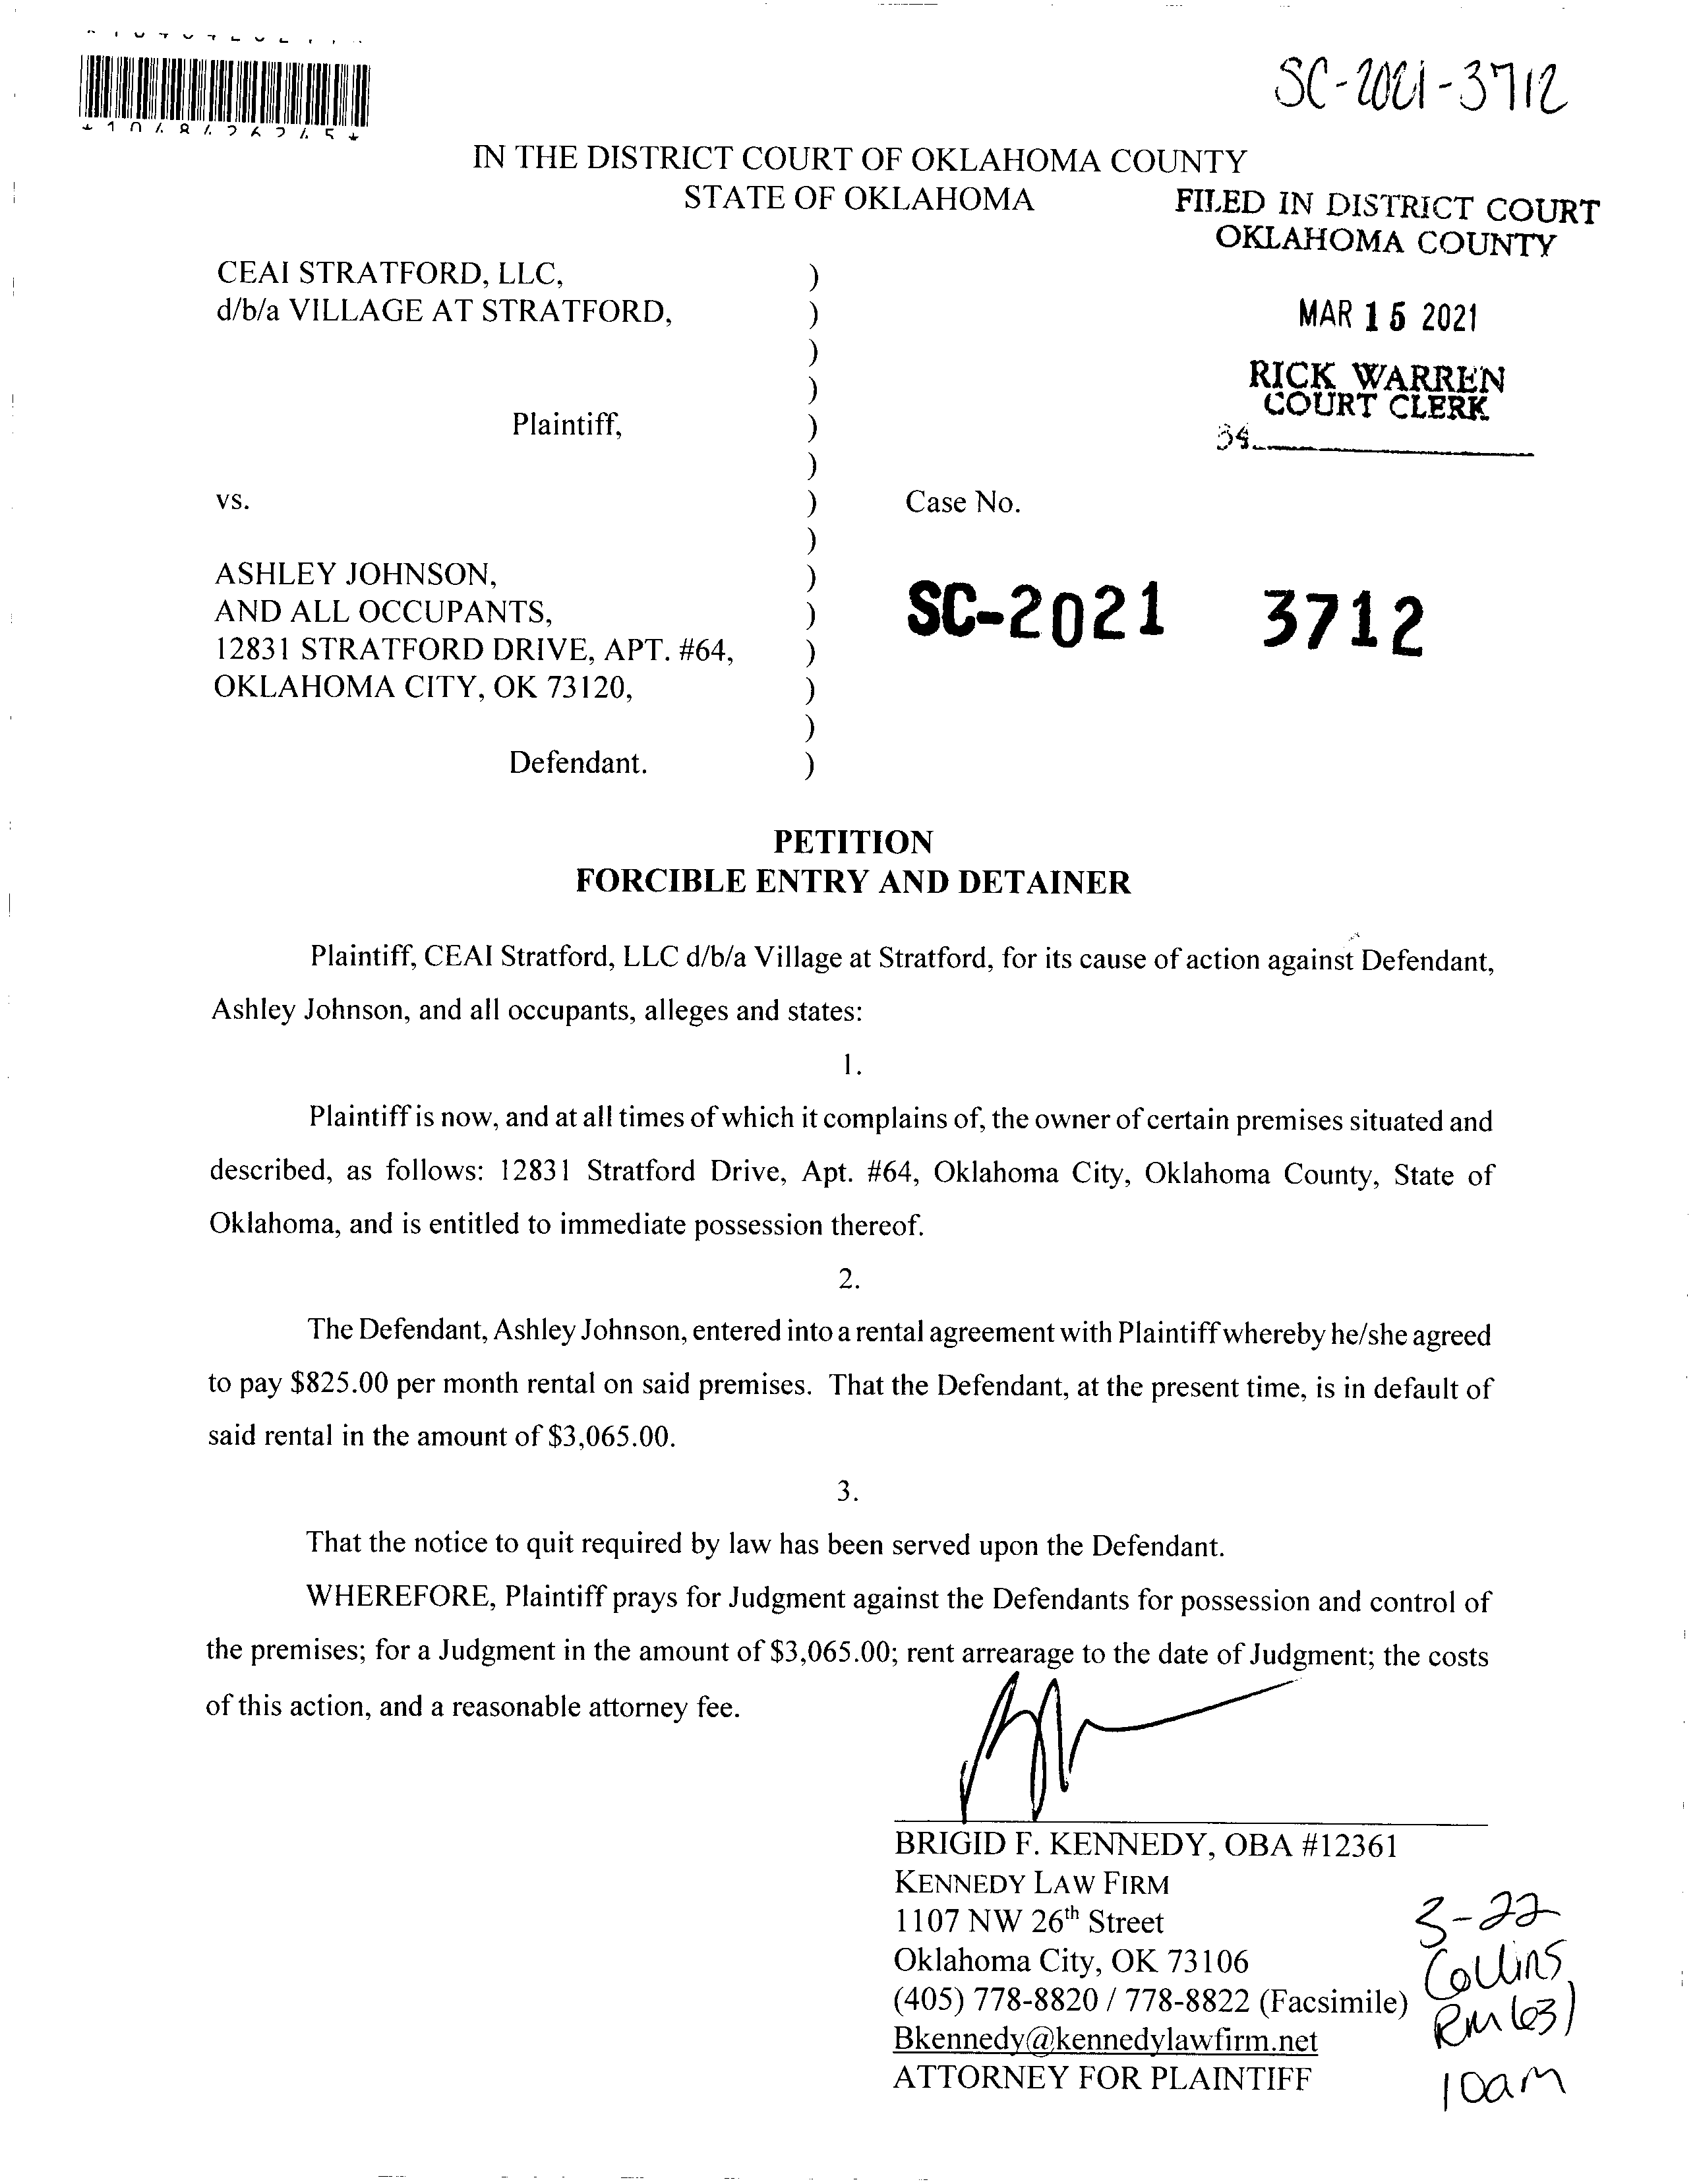 SC-2021-3712
IN THE DISTRICT COURT OF OKLAHOMA COUNTY
STATE OF OKLAHOMA
FILED IN DISTRICT COURT
OKLAHOMA COUNTY
MAR 15 2021
RICK WARREN
COURT CLERK
34
CEAI STRATFORD, LLC, )
d/b/a VILLAGE AT STRATFORD, )
)
)
Plaintiff, )
)
vs. ) Case No.
)
ASHLEY JOHNSON, )
AND ALL OCCUPANTS, ) SC-2021 3712
12831 STRATFORD DRIVE, APT. #64, )
OKLAHOMA CITY, OK 73120, )
)
Defendant. )
PETITION
FORCIBLE ENTRY AND DETAINER
Plaintiff, CEAI Stratford, LLC d/b/a Village at Stratford, for its cause of action against Defendant,
Ashley Johnson, and all occupants, alleges and states:
1.
Plaintiff is now, and at all times of which it complains of, the owner of certain premises situated and
described, as follows: 12831 Stratford Drive, Apt. #64, Oklahoma City, Oklahoma County, State of
Oklahoma, and is entitled to immediate possession thereof.
2.
The Defendant, Ashley Johnson, entered into a rental agreement with Plaintiff whereby he/she agreed
to pay $825.00 per month rental on said premises. That the Defendant, at the present time, is in default of
said rental in the amount of $3,065.00.
3.
That the notice to quit required by law has been served upon the Defendant.
WHEREFORE, Plaintiff prays for Judgment against the Defendants for possession and control of
the premises; for a Judgment in the amount of $3,065.00; rent arrearage to the date of Judgment; the costs
of this action, and a reasonable attorney fee.
BRIGID F. KENNEDY, OBA #12361
KENNEDY LAW FIRM
1107 NW 26th Street
Oklahoma City, OK 73106
(405) 778-8820 / 778-8822 (Facsimile)
Bkennedy@kennedylawfirm.net
ATTORNEY FOR PLAINTIFF
3-22
Collins
Rm
10am